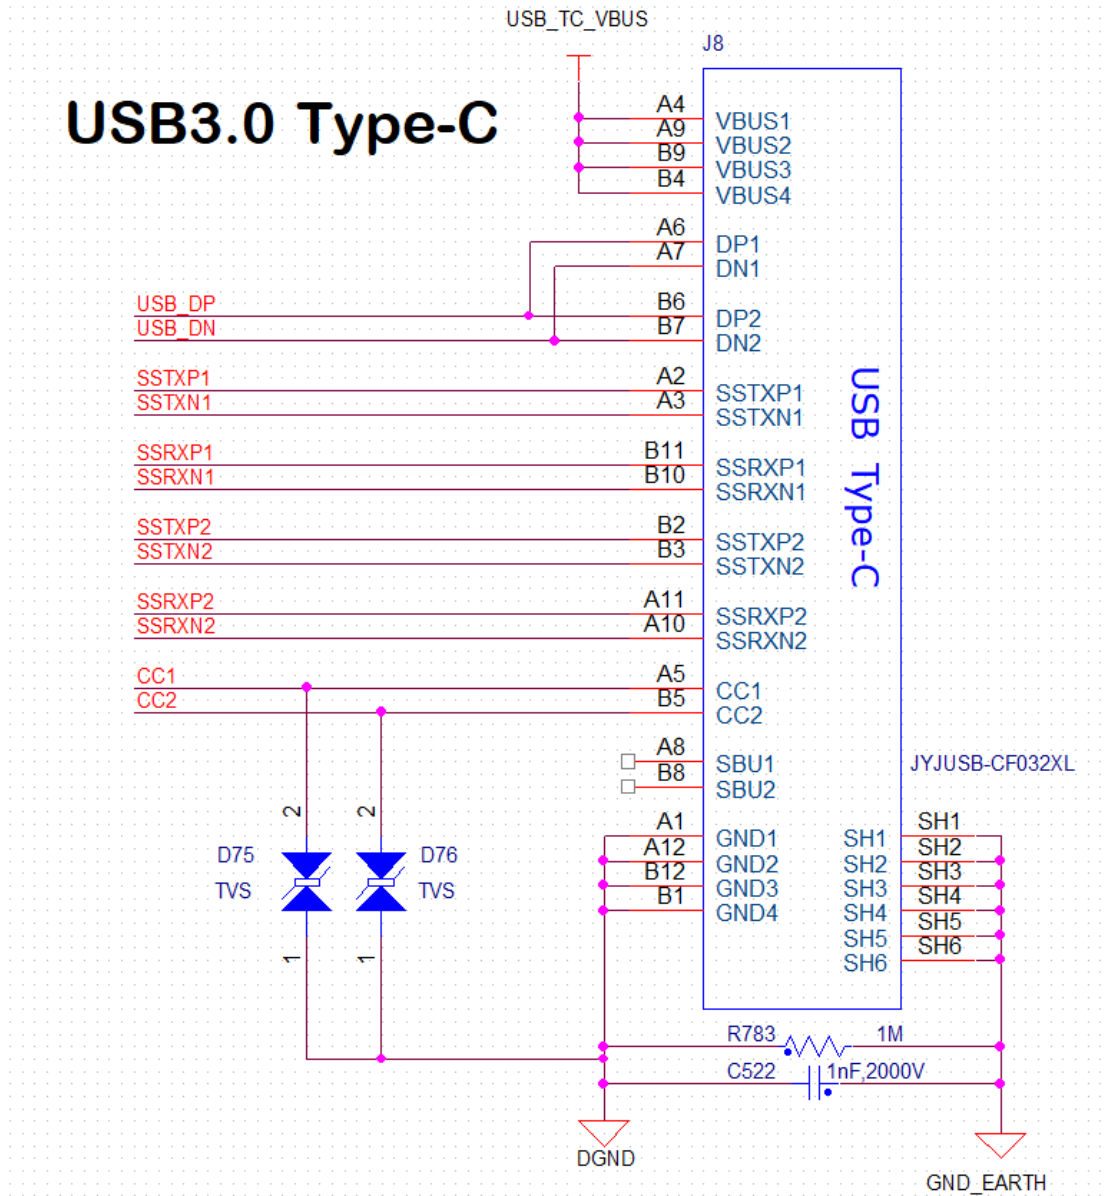 USB_TC_VBUS
J8
USB3.0 Type-C
A4 VBUS1
A9 VBUS2
B9 VBUS3
B4 VBUS4
A6 DP1
A7 DN1
USB_DP B6 DP2
USB_DN B7 DN2
SSTXP1 A2 SSTXP1
SSTXN1 A3 SSTXN1
SSRXP1 B11 SSRXP1
SSRXN1 B10 SSRXN1
SSTXP2 B2 SSTXP2
SSTXN2 B3 SSTXN2
SSRXP2 A11 SSRXP2
SSRXN2 A10 SSRXN2
USB Type-C
CC1 A5 CC1
CC2 B5 CC2
A8 SBU1
B8 SBU2
JYJUSB-CF032XL
A1 GND1 SH1 SH1
A12 GND2 SH2 SH2
B12 GND3 SH3 SH3
B1 GND4 SH4 SH4
SH5 SH5
SH6 SH6
2 2
D75 D76
TVS TVS
1 1
R783 1M
C522 1nF,2000V
DGND
GND_EARTH